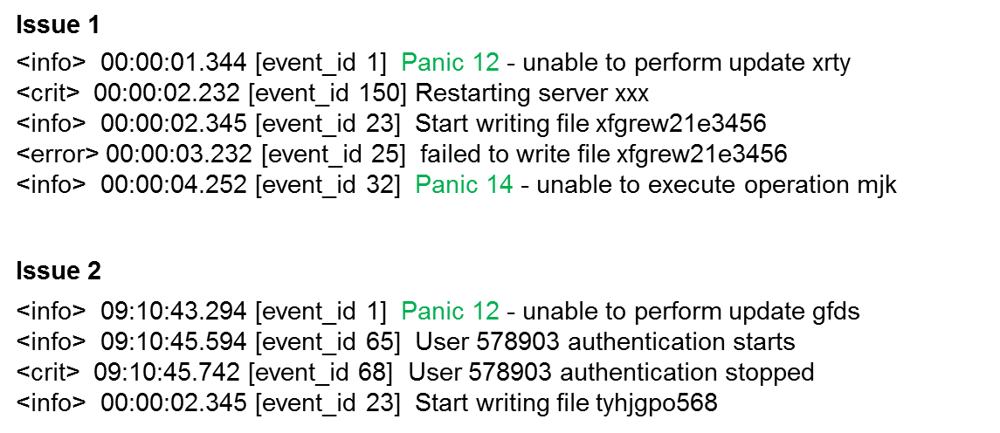 Issue 1
<info>  00:00:01.344 [event_id 1]  Panic 12 - unable to perform update xrty
<crit>  00:00:02.232 [event_id 150] Restarting server xxx
<info>  00:00:02.345 [event_id 23]  Start writing file xfgrew21e3456
<error> 00:00:03.232 [event_id 25]  failed to write file xfgrew21e3456
<info>  00:00:04.252 [event_id 32]  Panic 14 - unable to execute operation mjk
Issue 2
<info>  09:10:43.294 [event_id 1]  Panic 12 - unable to perform update gfds
<info>  09:10:45.594 [event_id 65]  User 578903 authentication starts
<crit>  09:10:45.742 [event_id 68]  User 578903 authentication stopped
<info>  00:00:02.345 [event_id 23]  Start writing file tyhjgpo568